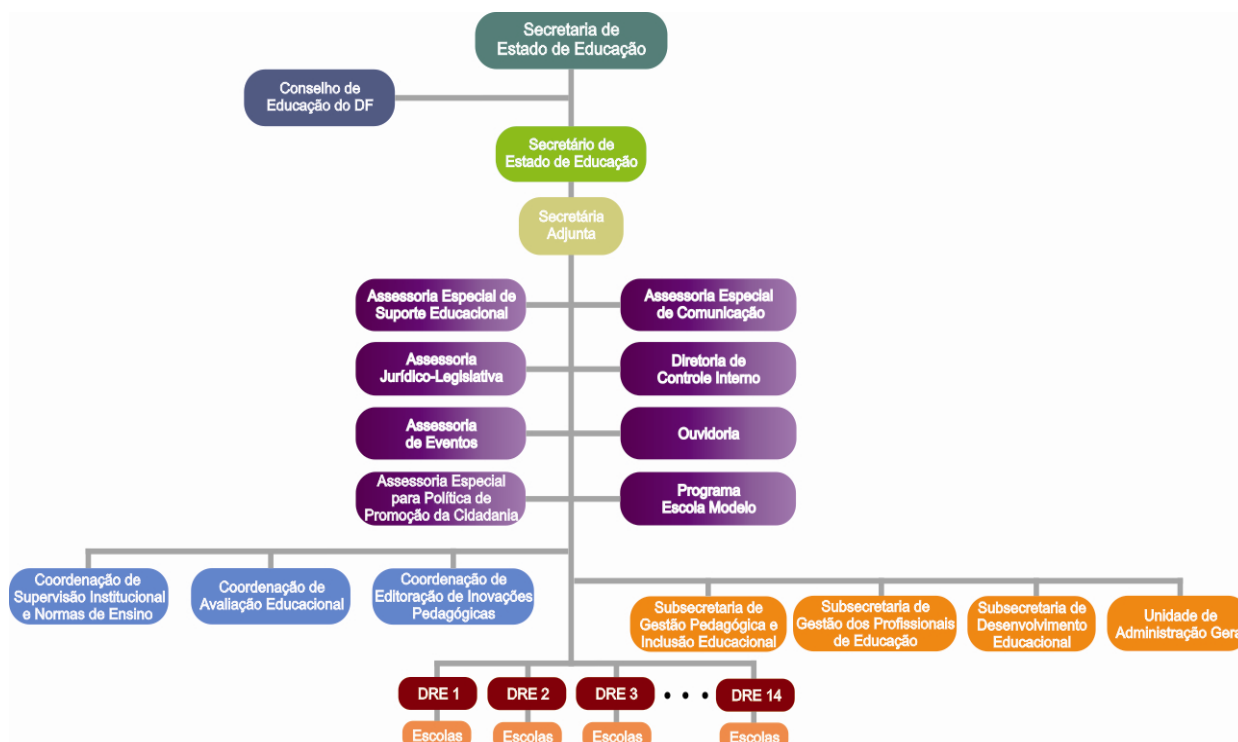 Secretaria de
Estado de Educação
Conselho de
Educação do DF
Secretário de
Estado de Educação
Secretária
Adjunta
Assessoria Especial de
Suporte Educacional
Assessoria Especial
de Comunicação
Assessoria
Jurídico-Legislativa
Diretoria de
Controle Interno
Assessoria
de Eventos
Ouvidoria
Assessoria Especial
para Política de
Promoção da Cidadania
Programa
Escola Modelo
Coordenação de
Supervisão Institucional
e Normas de Ensino
Coordenação de
Avaliação Educacional
Coordenação de
Editoração de Inovações
Pedagógicas
Subsecretaria de
Gestão Pedagógica e
Inclusão Educacional
Subsecretaria de
Gestão dos Profissionais
de Educação
Subsecretaria de
Desenvolvimento
Educacional
Unidade de
Administração Gera
DRE 1
DRE 2
DRE 3
• • •
DRE 14
Escolas
Escolas
Escolas
Escolas